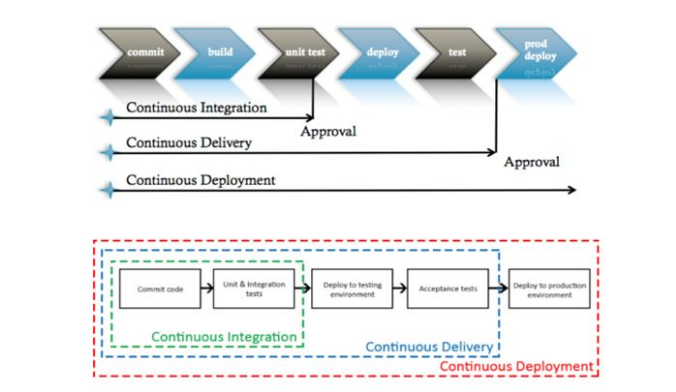 commit
build
unit test
deploy
test
prod
deploy
Continuous Integration
Approval
Continuous Delivery
Approval
Continuous Deployment
Commit code
Unit & Integration
tests
Deploy to testing
environment
Acceptance tests
Deploy to production
environment
Continuous Integration
Continuous Delivery
Continuous Deployment